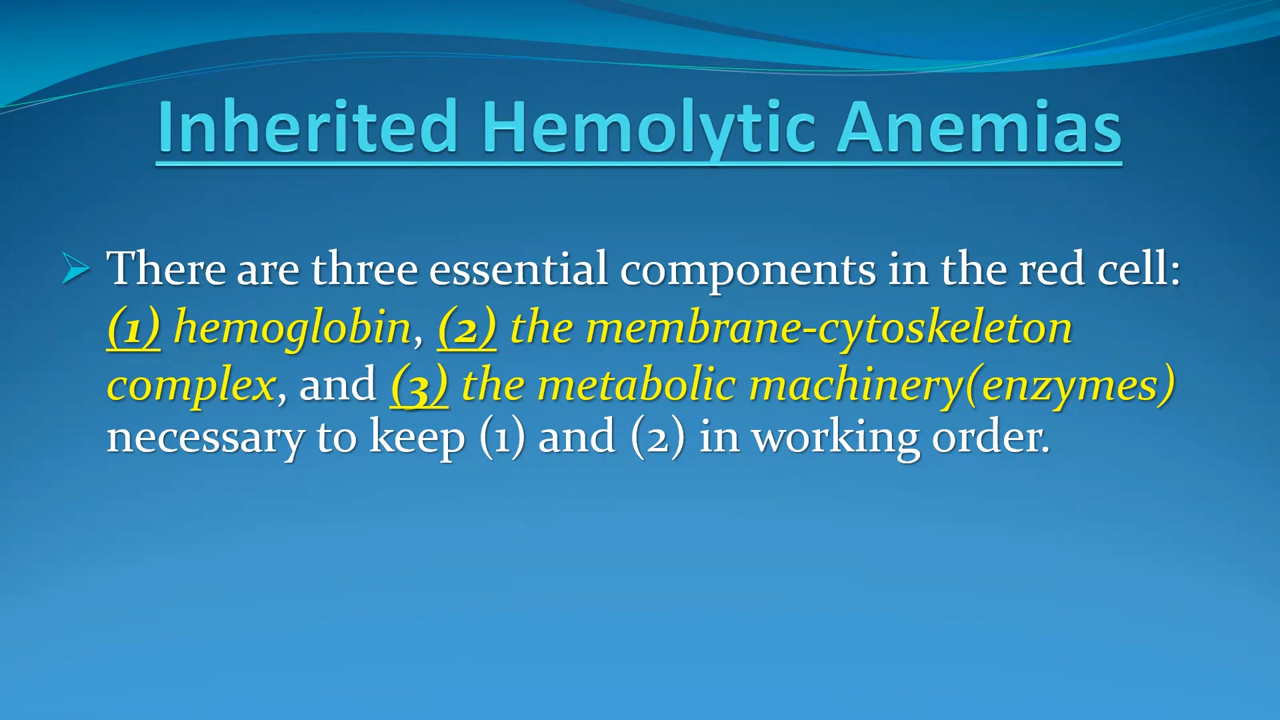 Inherited Hemolytic Anemias
There are three essential components in the red cell:
(1) hemoglobin, (2) the membrane-cytoskeleton
complex, and (3) the metabolic machinery(enzymes)
necessary to keep (1) and (2) in working order.